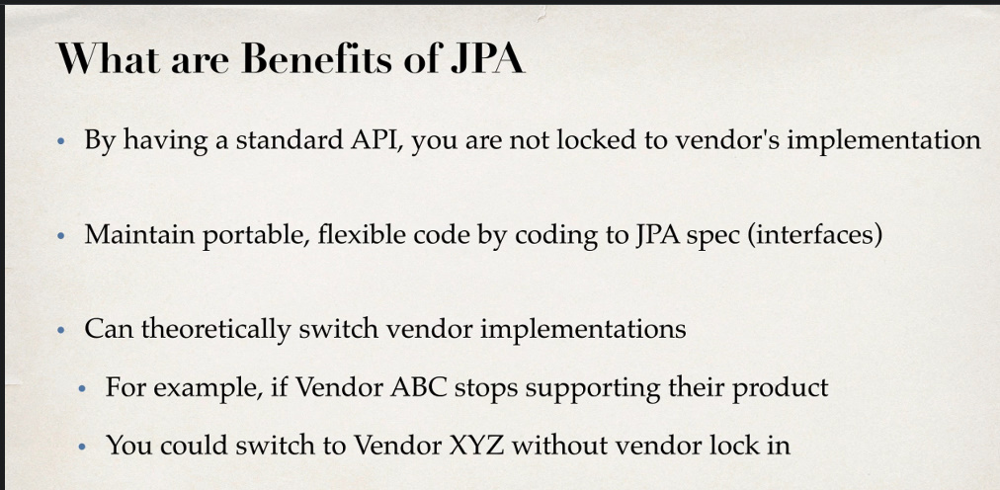 What are Benefits of JPA
• By having a standard API, you are not locked to vendor's implementation
• Maintain portable, flexible code by coding to JPA spec (interfaces)
• Can theoretically switch vendor implementations
• For example, if Vendor ABC stops supporting their product
• You could switch to Vendor XYZ without vendor lock in